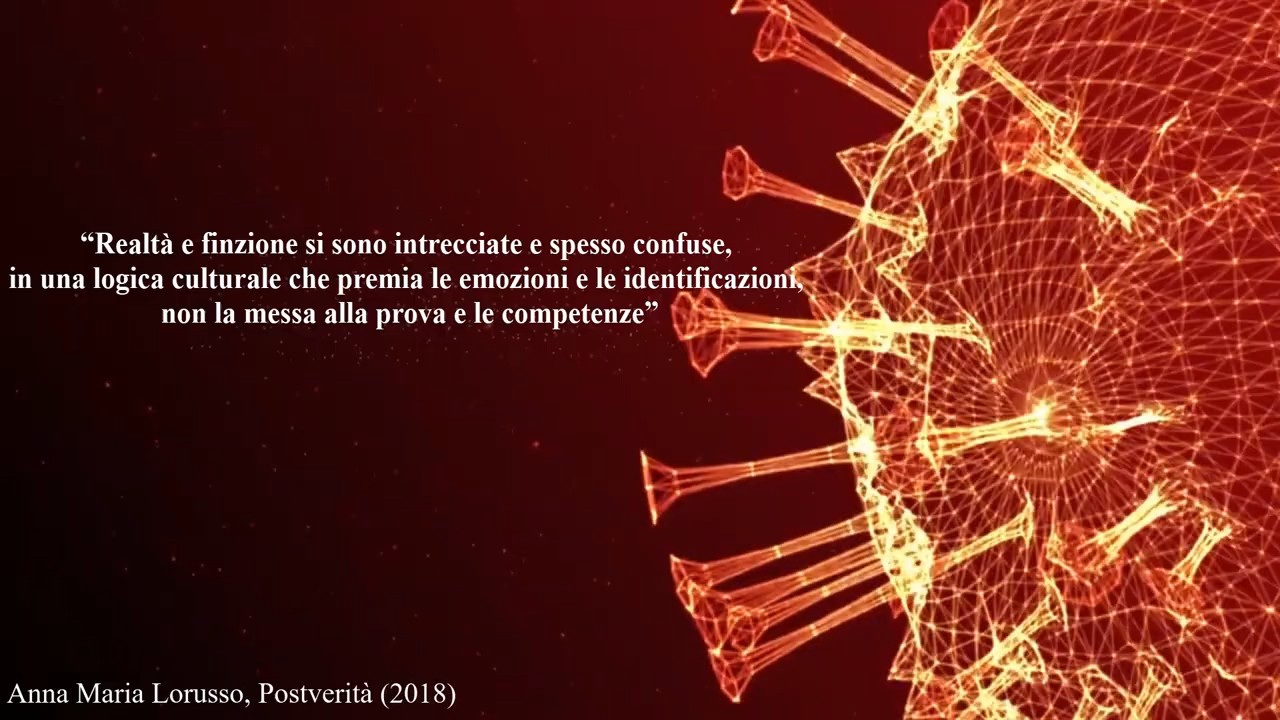 “Realtà e finzione si sono intrecciate e spesso confuse,
in una logica culturale che premia le emozioni e le identificazioni,
non la messa alla prova e le competenze”
Anna Maria Lorusso, Postverità (2018)